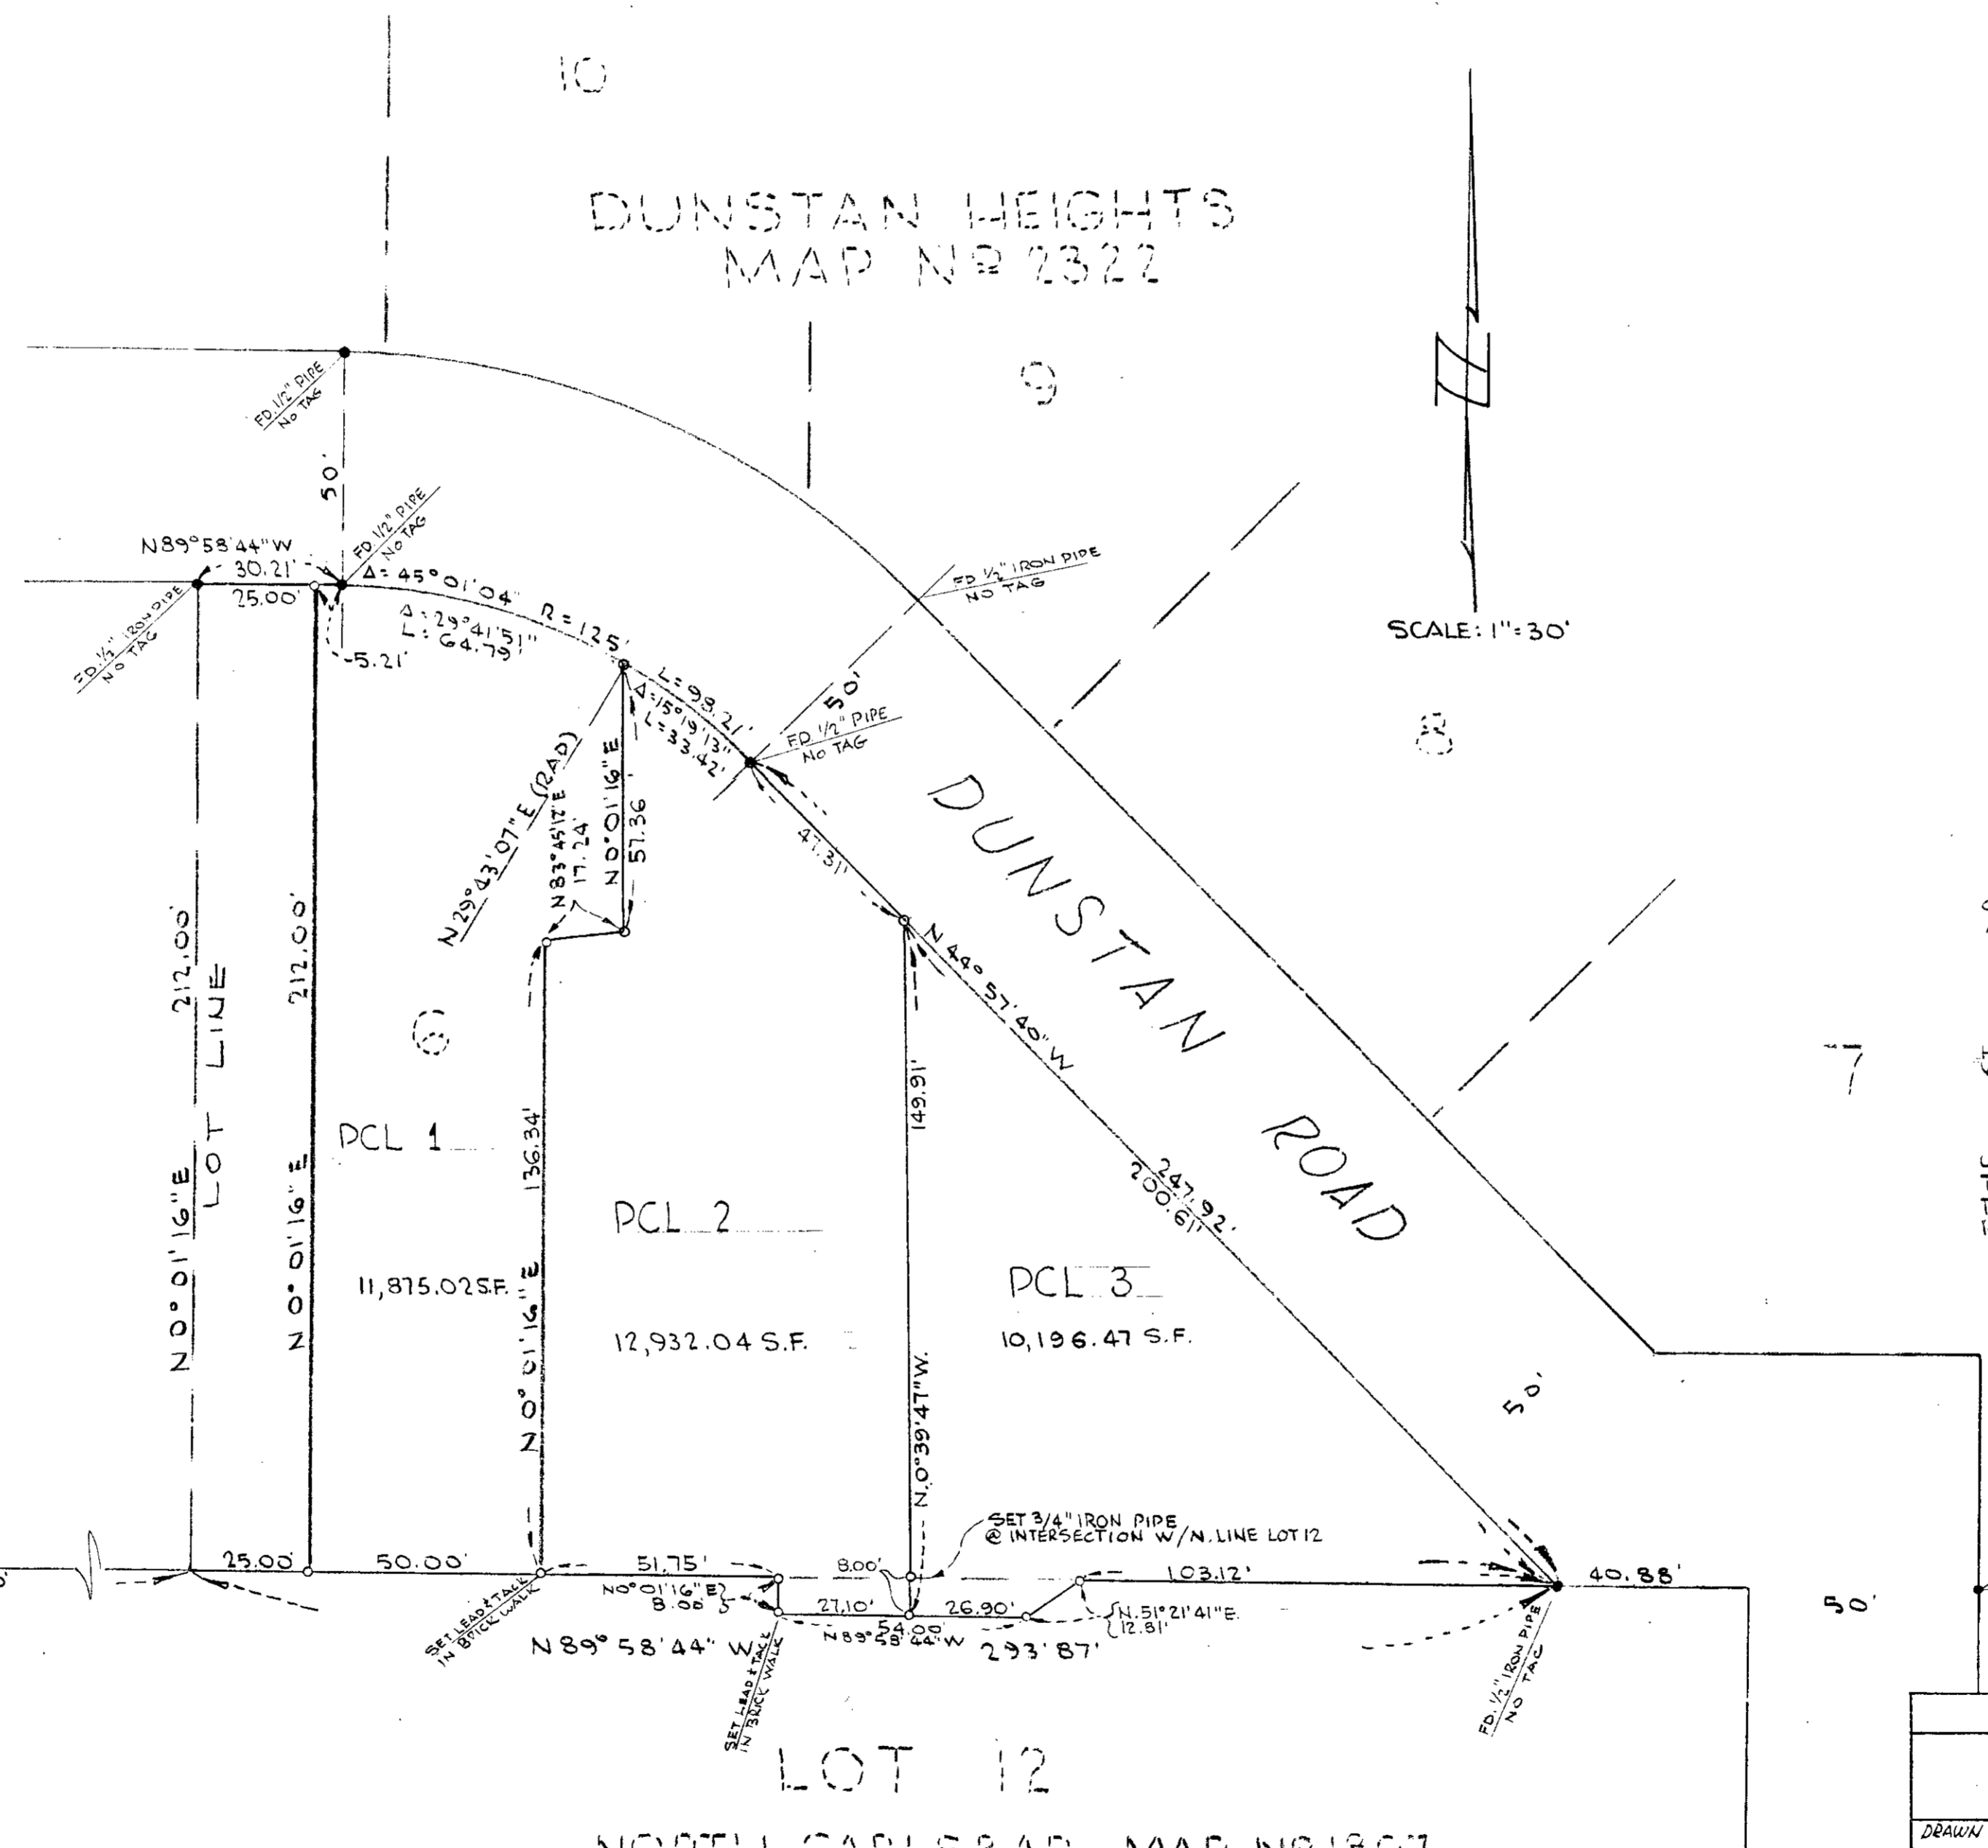 10
DUNSTAN HEIGHTS
MAP Nº 2322
9
FD. 1/2" PIPE
NO TAG
50'
FD. 1/2" PIPE
NO TAG
N89°58'44"W
30.21'
25.00'
FD. 1/2" IRON PIPE
NO TAG
5.21'
Δ= 45°01'04" R=125'
Δ=29°41'51"
L= 64.79'
L=98.21'
Δ=15°19'13"
L=33.42'
50'
FD 1/2" IRON PIPE
NO TAG
FD. 1/2" PIPE
NO TAG
SCALE: 1"=30'
8
N29°43'07"E (RAD)
N83°45'12"E
17.24'
N0°01'16"E
57.36'
47.31'
DUNSTAN ROAD
N44°57'40"W
247.92'
200.61'
7
212.00'
LOT LINE
N0°01'16"E
212.00'
N0°01'16"E
6
PCL 1
11,875.02 S.F.
136.34'
N0°01'16"E
PCL 2
12,932.04 S.F.
149.91'
N.0°39'47"W.
PCL 3
10,196.47 S.F.
50'
SET 3/4" IRON PIPE
@ INTERSECTION W/N. LINE LOT 12
25.00'
50.00'
51.75'
8.00'
103.12'
40.88'
50'
N0°01'16"E
8.00'
27.10'
26.90'
N.51°21'41"E.
12.81'
54.00'
N89°58'44"W
SET LEAD & TACK
IN BRICK WALK
N89°58'44"W 293'87'
SET LEAD & TACK
IN BRICK WALK
FD. 1/2" IRON PIPE
NO TAG
LOT 12
DRAWN